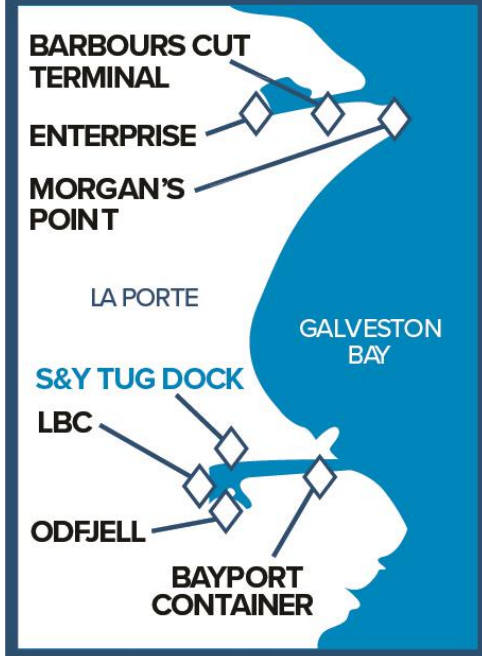 BARBOURS CUT
TERMINAL
ENTERPRISE
MORGAN'S
POINT
LA PORTE
GALVESTON
BAY
S&Y TUG DOCK
LBC
ODFJELL
BAYPORT
CONTAINER